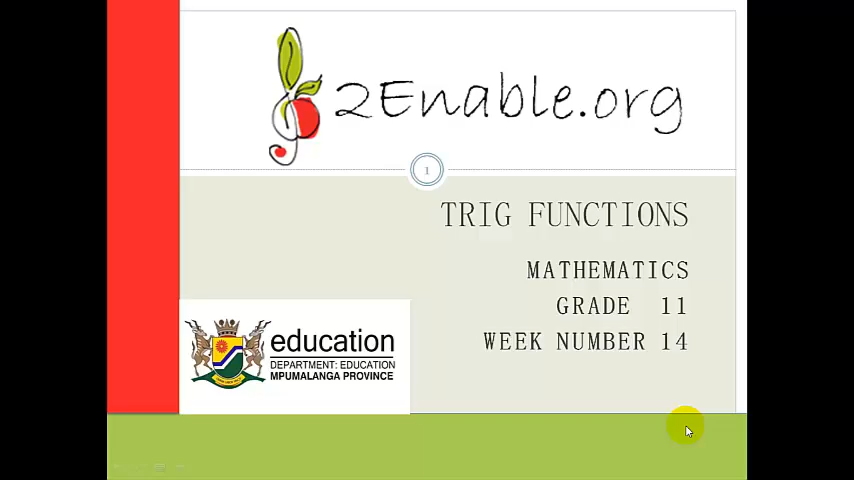 2Enable.org
1
TRIG FUNCTIONS
MATHEMATICS
GRADE 11
WEEK NUMBER 14
education
DEPARTMENT: EDUCATION
MPUMALANGA PROVINCE